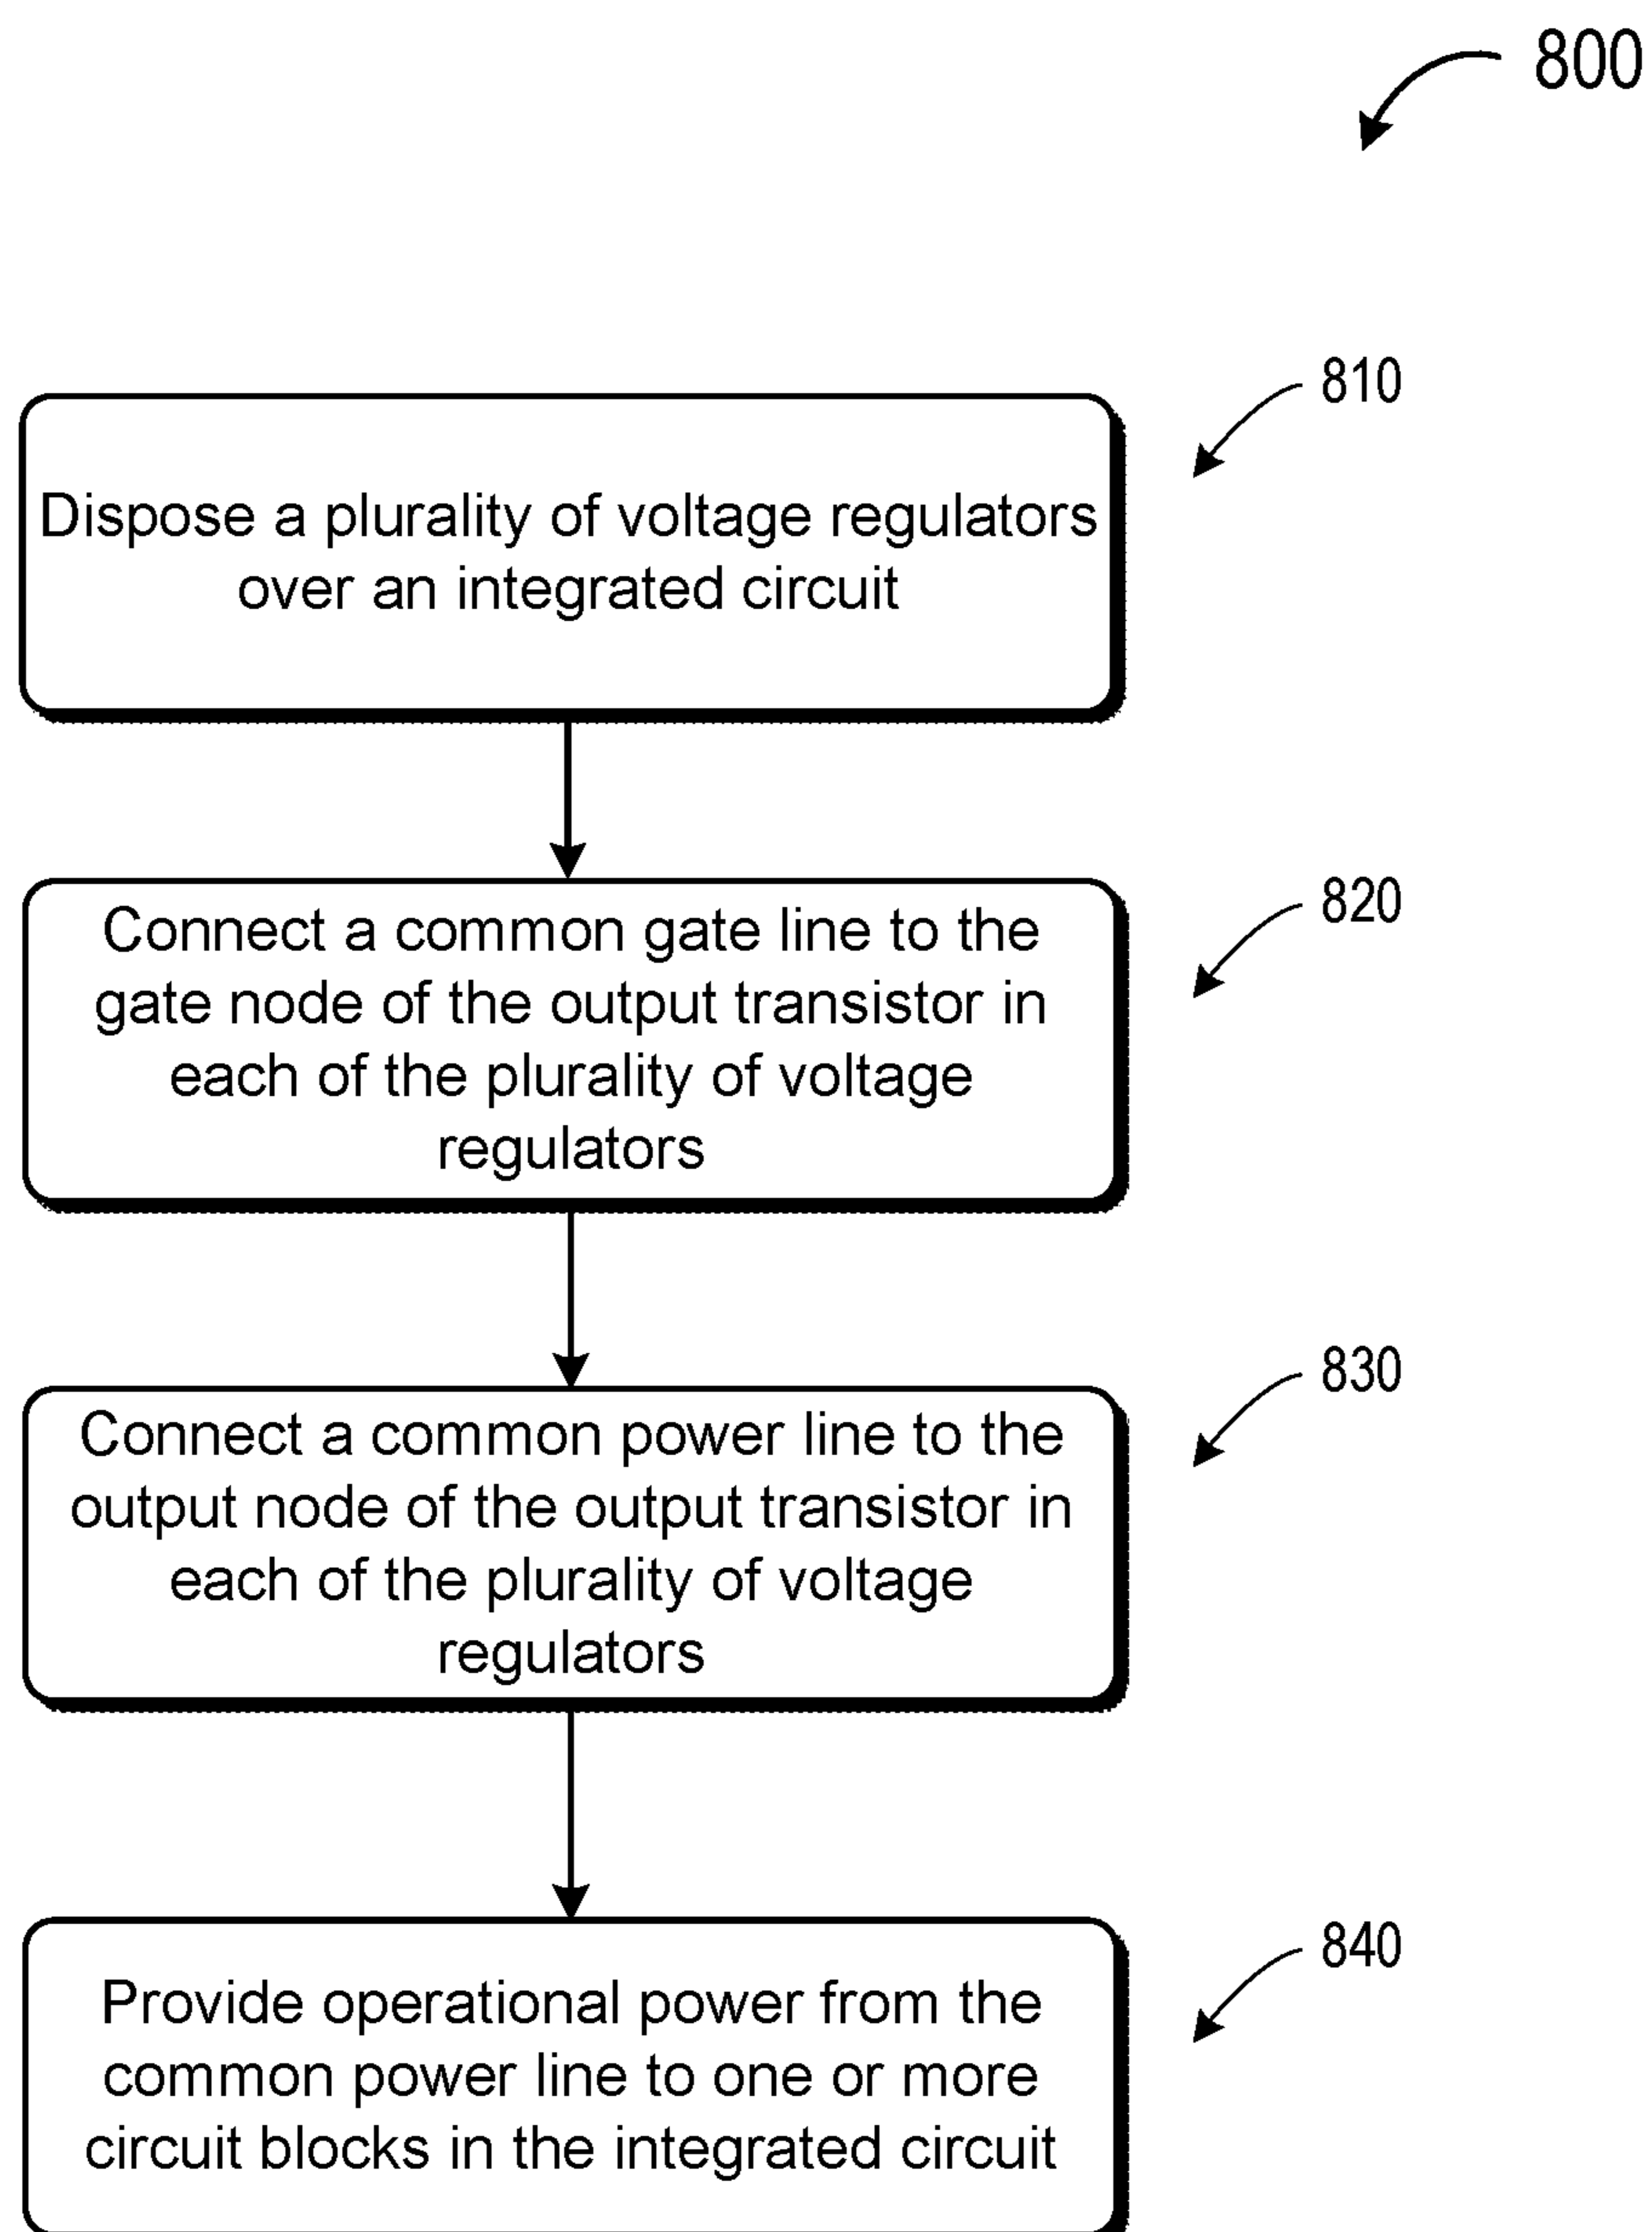 800
810
Dispose a plurality of voltage regulators
over an integrated circuit
820
Connect a common gate line to the
gate node of the output transistor in
each of the plurality of voltage
regulators
830
Connect a common power line to the
output node of the output transistor in
each of the plurality of voltage
regulators
840
Provide operational power from the
common power line to one or more
circuit blocks in the integrated circuit